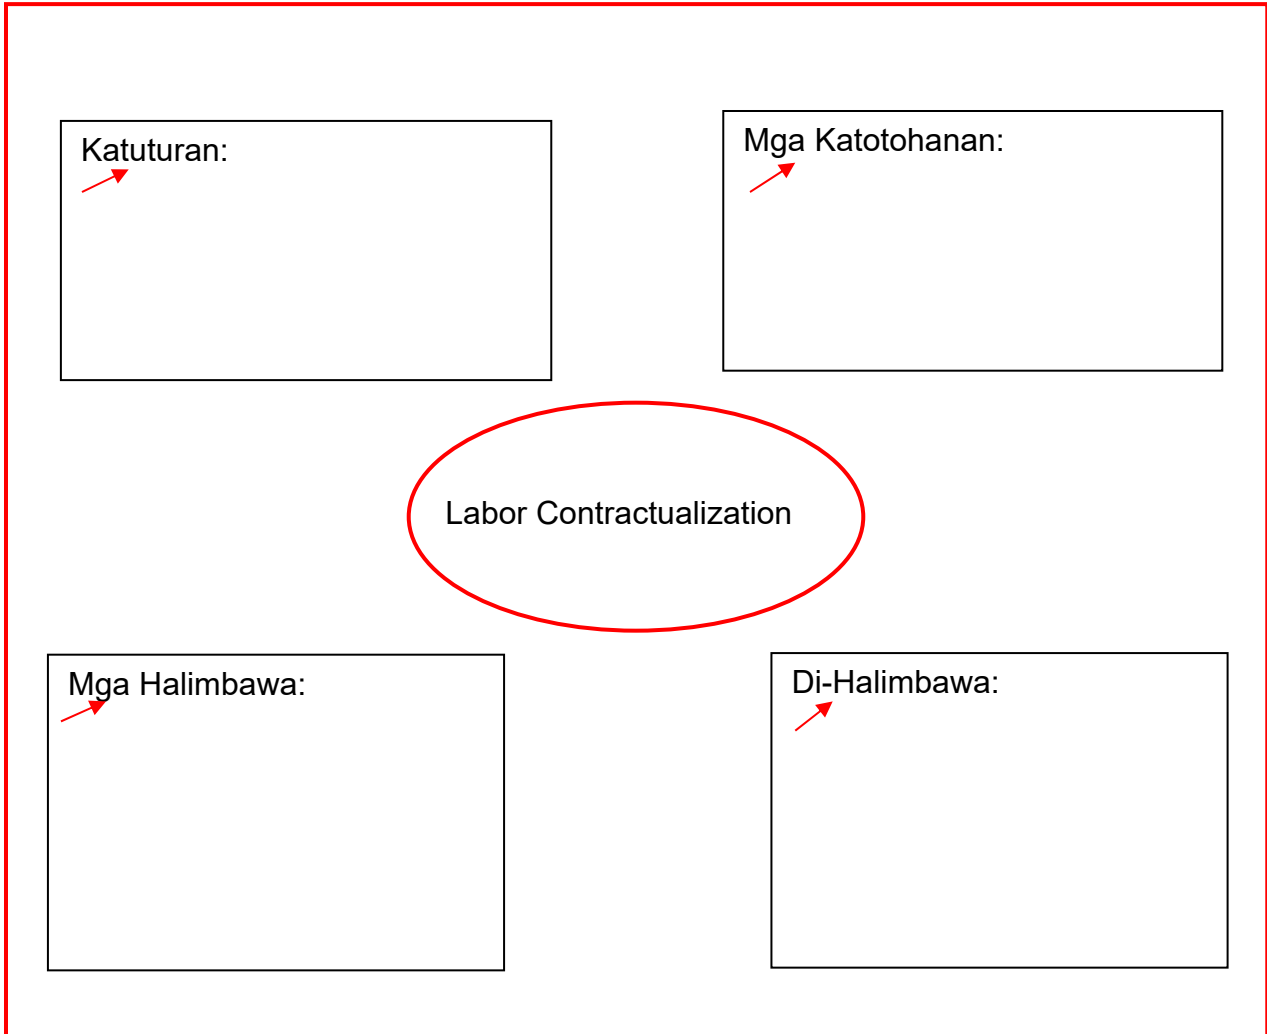 Katuturan:
Mga Katotohanan:
Labor Contractualization
Mga Halimbawa:
Di-Halimbawa: